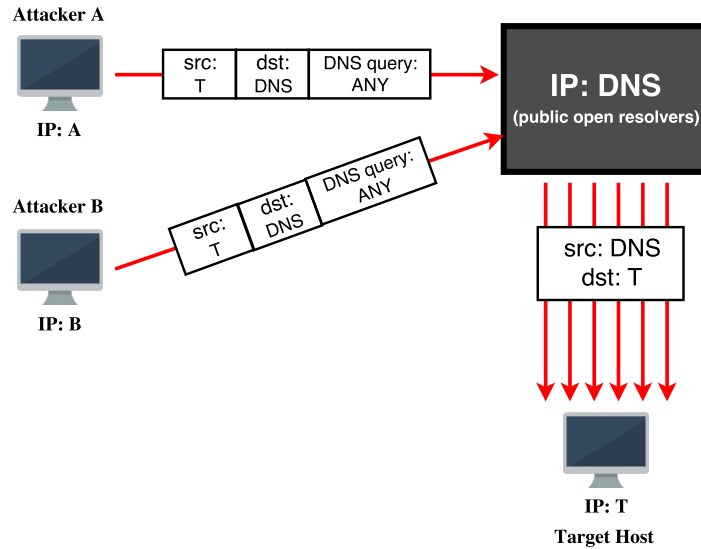 Attacker A
IP: A
src:
T
dst:
DNS
DNS query:
ANY
IP: DNS
(public open resolvers)
Attacker B
IP: B
src:
T
dst:
DNS
DNS query:
ANY
src: DNS
dst: T
IP: T
Target Host